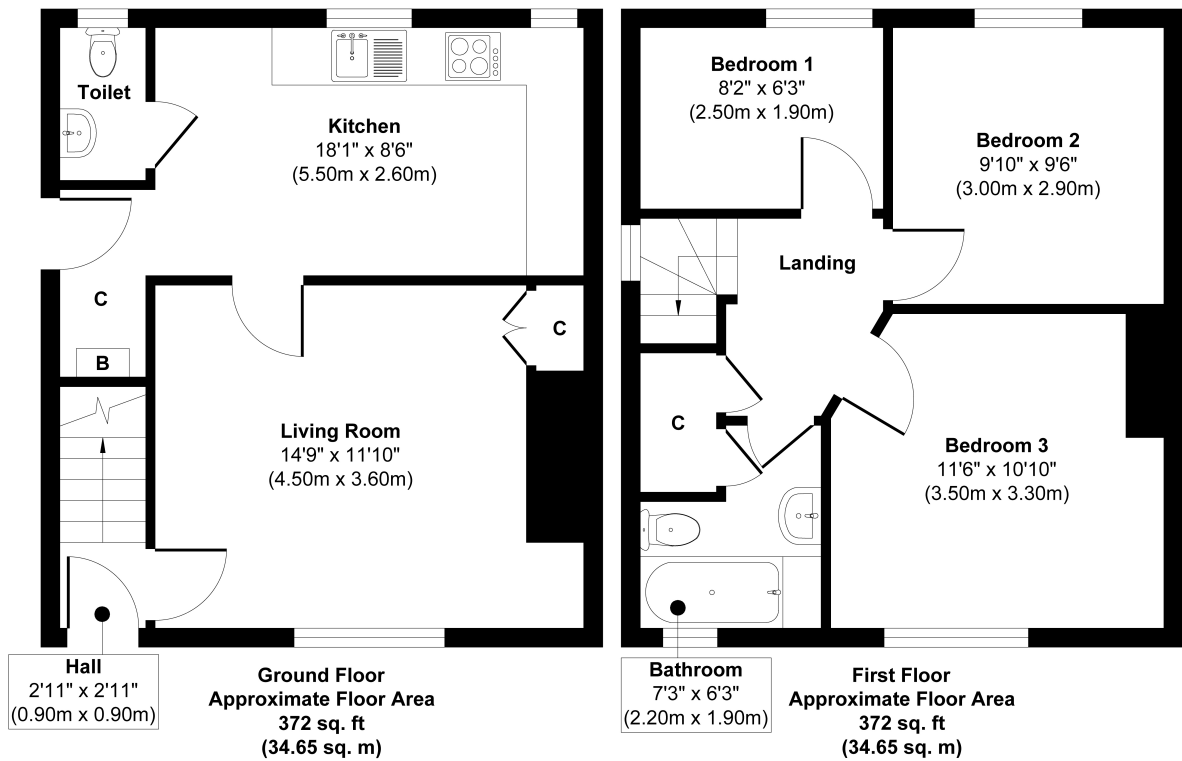 Toilet
Kitchen
18'1" x 8'6"
(5.50m x 2.60m)
C
B
C
Living Room
14'9" x 11'10"
(4.50m x 3.60m)
Hall
2'11" x 2'11"
(0.90m x 0.90m)
Ground Floor
Approximate Floor Area
372 sq. ft
(34.65 sq. m)
Bedroom 1
8'2" x 6'3"
(2.50m x 1.90m)
Bedroom 2
9'10" x 9'6"
(3.00m x 2.90m)
Landing
C
Bedroom 3
11'6" x 10'10"
(3.50m x 3.30m)
Bathroom
7'3" x 6'3"
(2.20m x 1.90m)
First Floor
Approximate Floor Area
372 sq. ft
(34.65 sq. m)